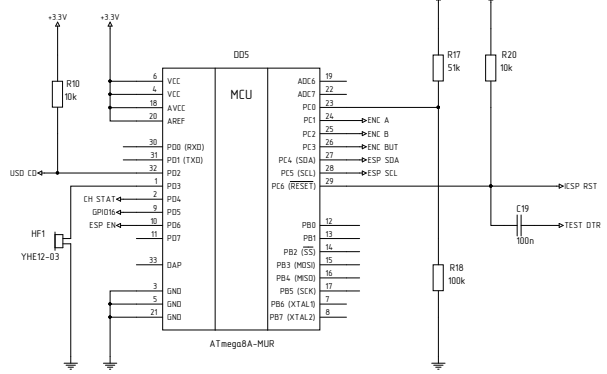 +3.3V
+3.3V
DD5
R17
51k
R20
10k
R10
10k
6 VCC
4 VCC
18 AVCC
20 AREF
MCU
ADC6 19
ADC7 22
PC0 23
PC1 24 ENC A
PC2 25 ENC B
PC3 26 ENC BUT
PC4 (SDA) 27 ESP SDA
PC5 (SCL) 28 ESP SCL
PC6 (RESET) 29 ICSP RST
30 PD0 (RXD)
31 PD1 (TXD)
USD CD 32 PD2
1 PD3
CH STAT 2 PD4
GPIO16 9 PD5
ESP EN 10 PD6
11 PD7
33 DAP
3 GND
5 GND
21 GND
PB0 12
PB1 13
PB2 (SS) 14
PB3 (MOSI) 15
PB4 (MISO) 16
PB5 (SCK) 17
PB6 (XTAL1) 7
PB7 (XTAL2) 8
C19
100n
TEST DTR
HF1
YHE12-03
R18
100k
ATmega8A-MUR